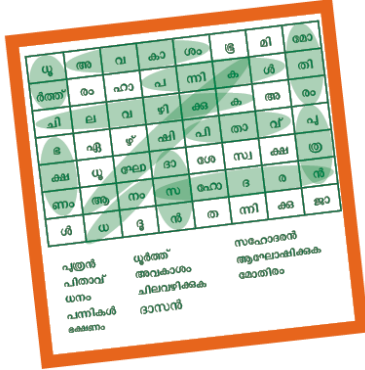 ധൂ അ വ കാ ശം ഭൂ മി മോ
ർത്ത് രം ഹാ പ ന്നി ക ൾ തി
ചി ല വ ഴി ക്കു ക അ രം
ഭ ഏ ഴ് ഷി പി താ വ് പു
ക്ഷ ധൂ ഘോ ദാ ശേ സ്വ ക്ഷ ത്ര
ണം ആ നം സ ഹോ ദ ര ൻ
ൾ ധ ദൂ ൻ ത ന്നി ക്കു ജാ
പുത്രൻ ധൂർത്ത് സഹോദരൻ
പിതാവ് അവകാശം ആഘോഷിക്കുക
ധനം ചിലവഴിക്കുക മോതിരം
പന്നികൾ ദാസൻ
ഭക്ഷണം